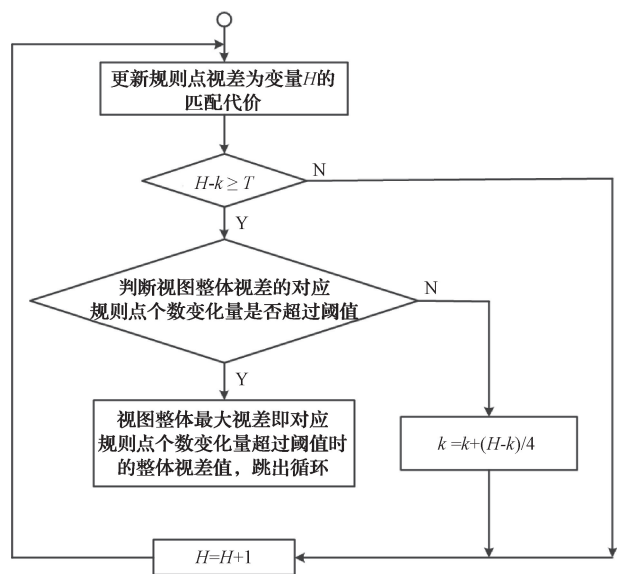 更新规则点视差为变量H的
匹配代价
H-k ≥ T
N
Y
判断视图整体视差的对应
规则点个数变化量是否超过阈值
N
Y
视图整体最大视差即对应
规则点个数变化量超过阈值时
的整体视差值，跳出循环
k =k+(H-k)/4
H=H+1